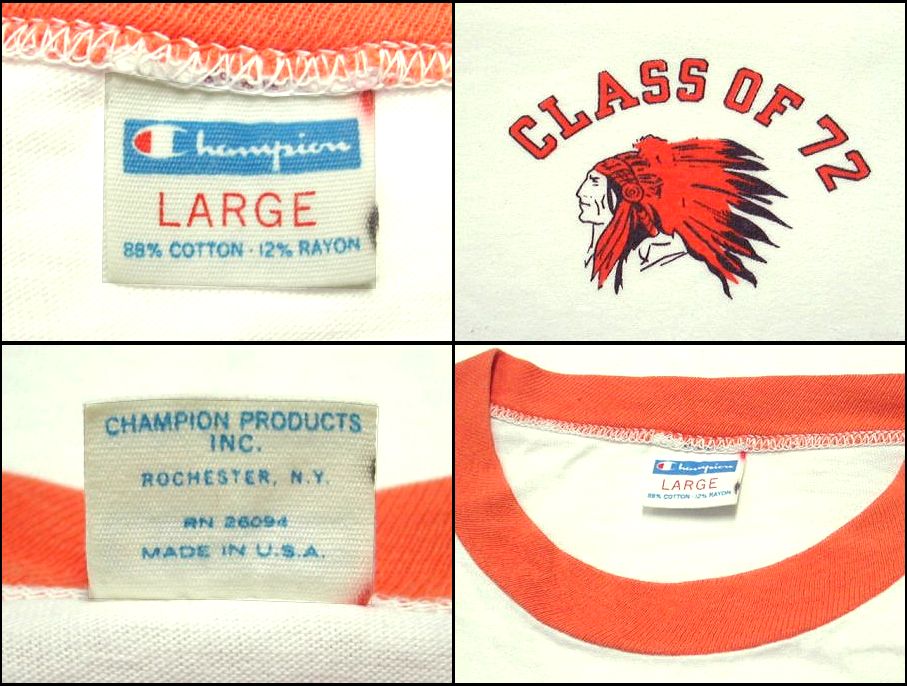 Champion
LARGE
88% COTTON · 12% RAYON
CLASS OF 72
CHAMPION PRODUCTS
INC.
ROCHESTER, N.Y.
RN 26094
MADE IN U.S.A.
Champion
LARGE
88% COTTON · 12% RAYON